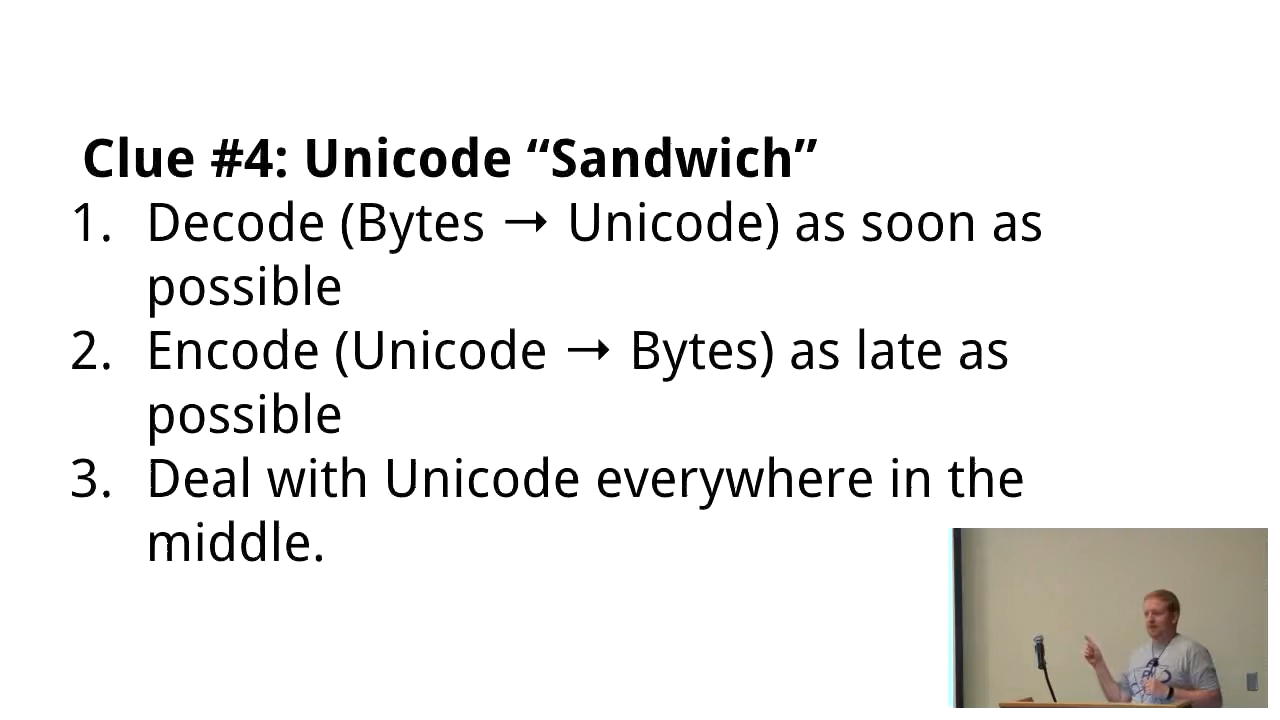 Clue #4: Unicode “Sandwich”
1. Decode (Bytes → Unicode) as soon as
possible
2. Encode (Unicode → Bytes) as late as
possible
3. Deal with Unicode everywhere in the
middle.